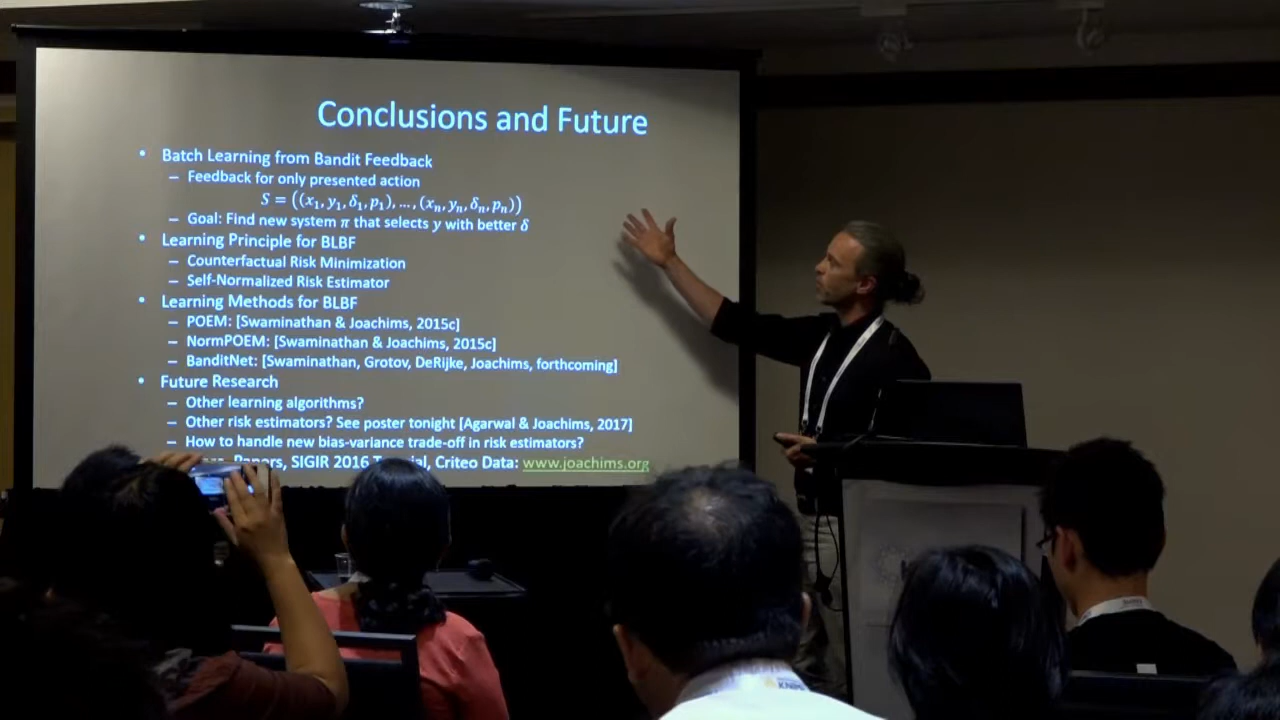 Conclusions and Future
• Batch Learning from Bandit Feedback
– Feedback for only presented action
S = ((x₁, y₁, δ₁, p₁), … , (xₙ, yₙ, δₙ, pₙ))
– Goal: Find new system π that selects y with better δ
• Learning Principle for BLBF
– Counterfactual Risk Minimization
– Self-Normalized Risk Estimator
• Learning Methods for BLBF
– POEM: [Swaminathan & Joachims, 2015c]
– NormPOEM: [Swaminathan & Joachims, 2015c]
– BanditNet: [Swaminathan, Grotov, DeRijke, Joachims, forthcoming]
• Future Research
– Other learning algorithms?
– Other risk estimators? See poster tonight [Agarwal & Joachims, 2017]
– How to handle new bias-variance trade-off in risk estimators?
Papers, SIGIR 2016 Tutorial, Criteo Data: www.joachims.org